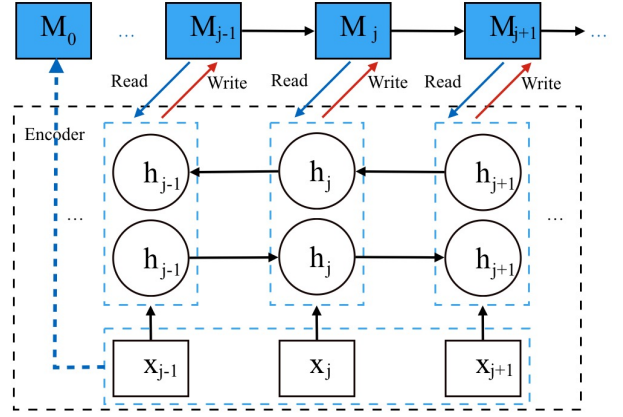 M₀ ... Mⱼ₋₁ Mⱼ Mⱼ₊₁ ...
Read Write Read Write Read Write
Encoder
hⱼ₋₁ hⱼ hⱼ₊₁
... ...
hⱼ₋₁ hⱼ hⱼ₊₁
xⱼ₋₁ xⱼ xⱼ₊₁